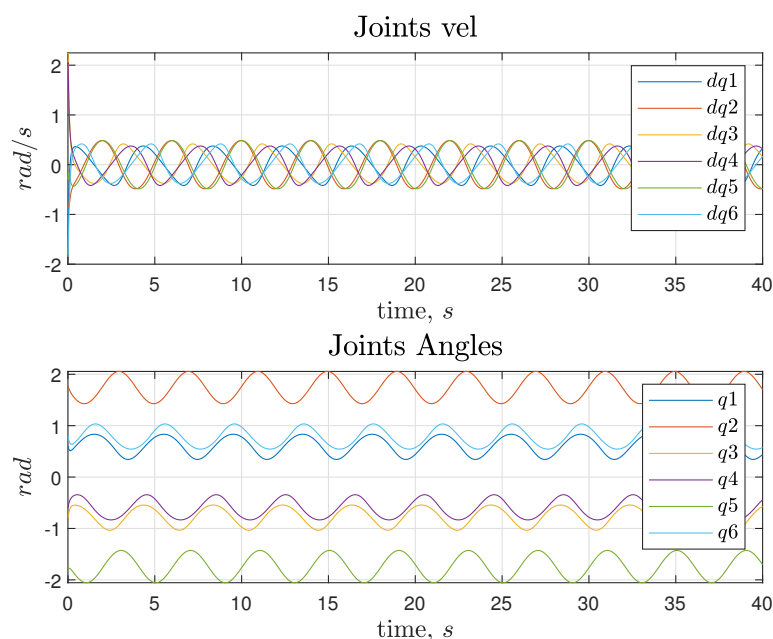 Joints vel
rad/s
2
1
0
-1
-2
dq1
dq2
dq3
dq4
dq5
dq6
0 5 10 15 20 25 30 35 40
time, s
Joints Angles
rad
2
1
0
-1
-2
q1
q2
q3
q4
q5
q6
0 5 10 15 20 25 30 35 40
time, s